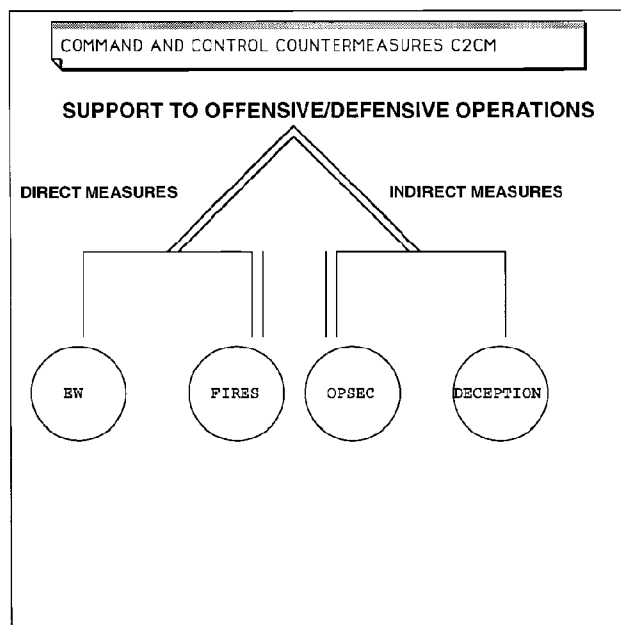 COMMAND AND CONTROL COUNTERMEASURES C2CM
SUPPORT TO OFFENSIVE/DEFENSIVE OPERATIONS
DIRECT MEASURES
INDIRECT MEASURES
EW
FIRES
OPSEC
DECEPTION